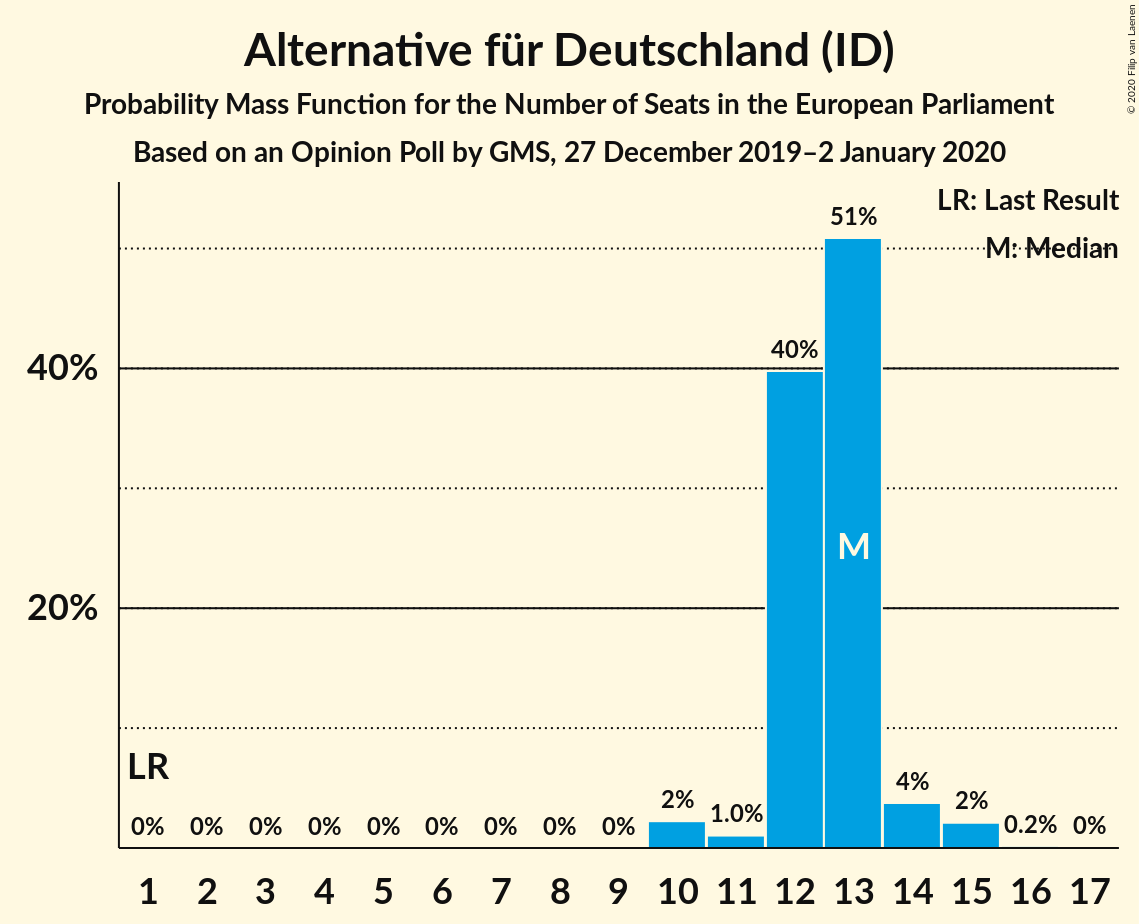 Alternative für Deutschland (ID)
Probability Mass Function for the Number of Seats in the European Parliament
Based on an Opinion Poll by GMS, 27 December 2019–2 January 2020
© 2020 Filip van Laenen
LR: Last Result
M: Median
51%
40%
40%
M
20%
LR
0% 0% 0% 0% 0% 0% 0% 0% 0% 2% 1.0% 4% 2% 0.2% 0%
1 2 3 4 5 6 7 8 9 10 11 12 13 14 15 16 17